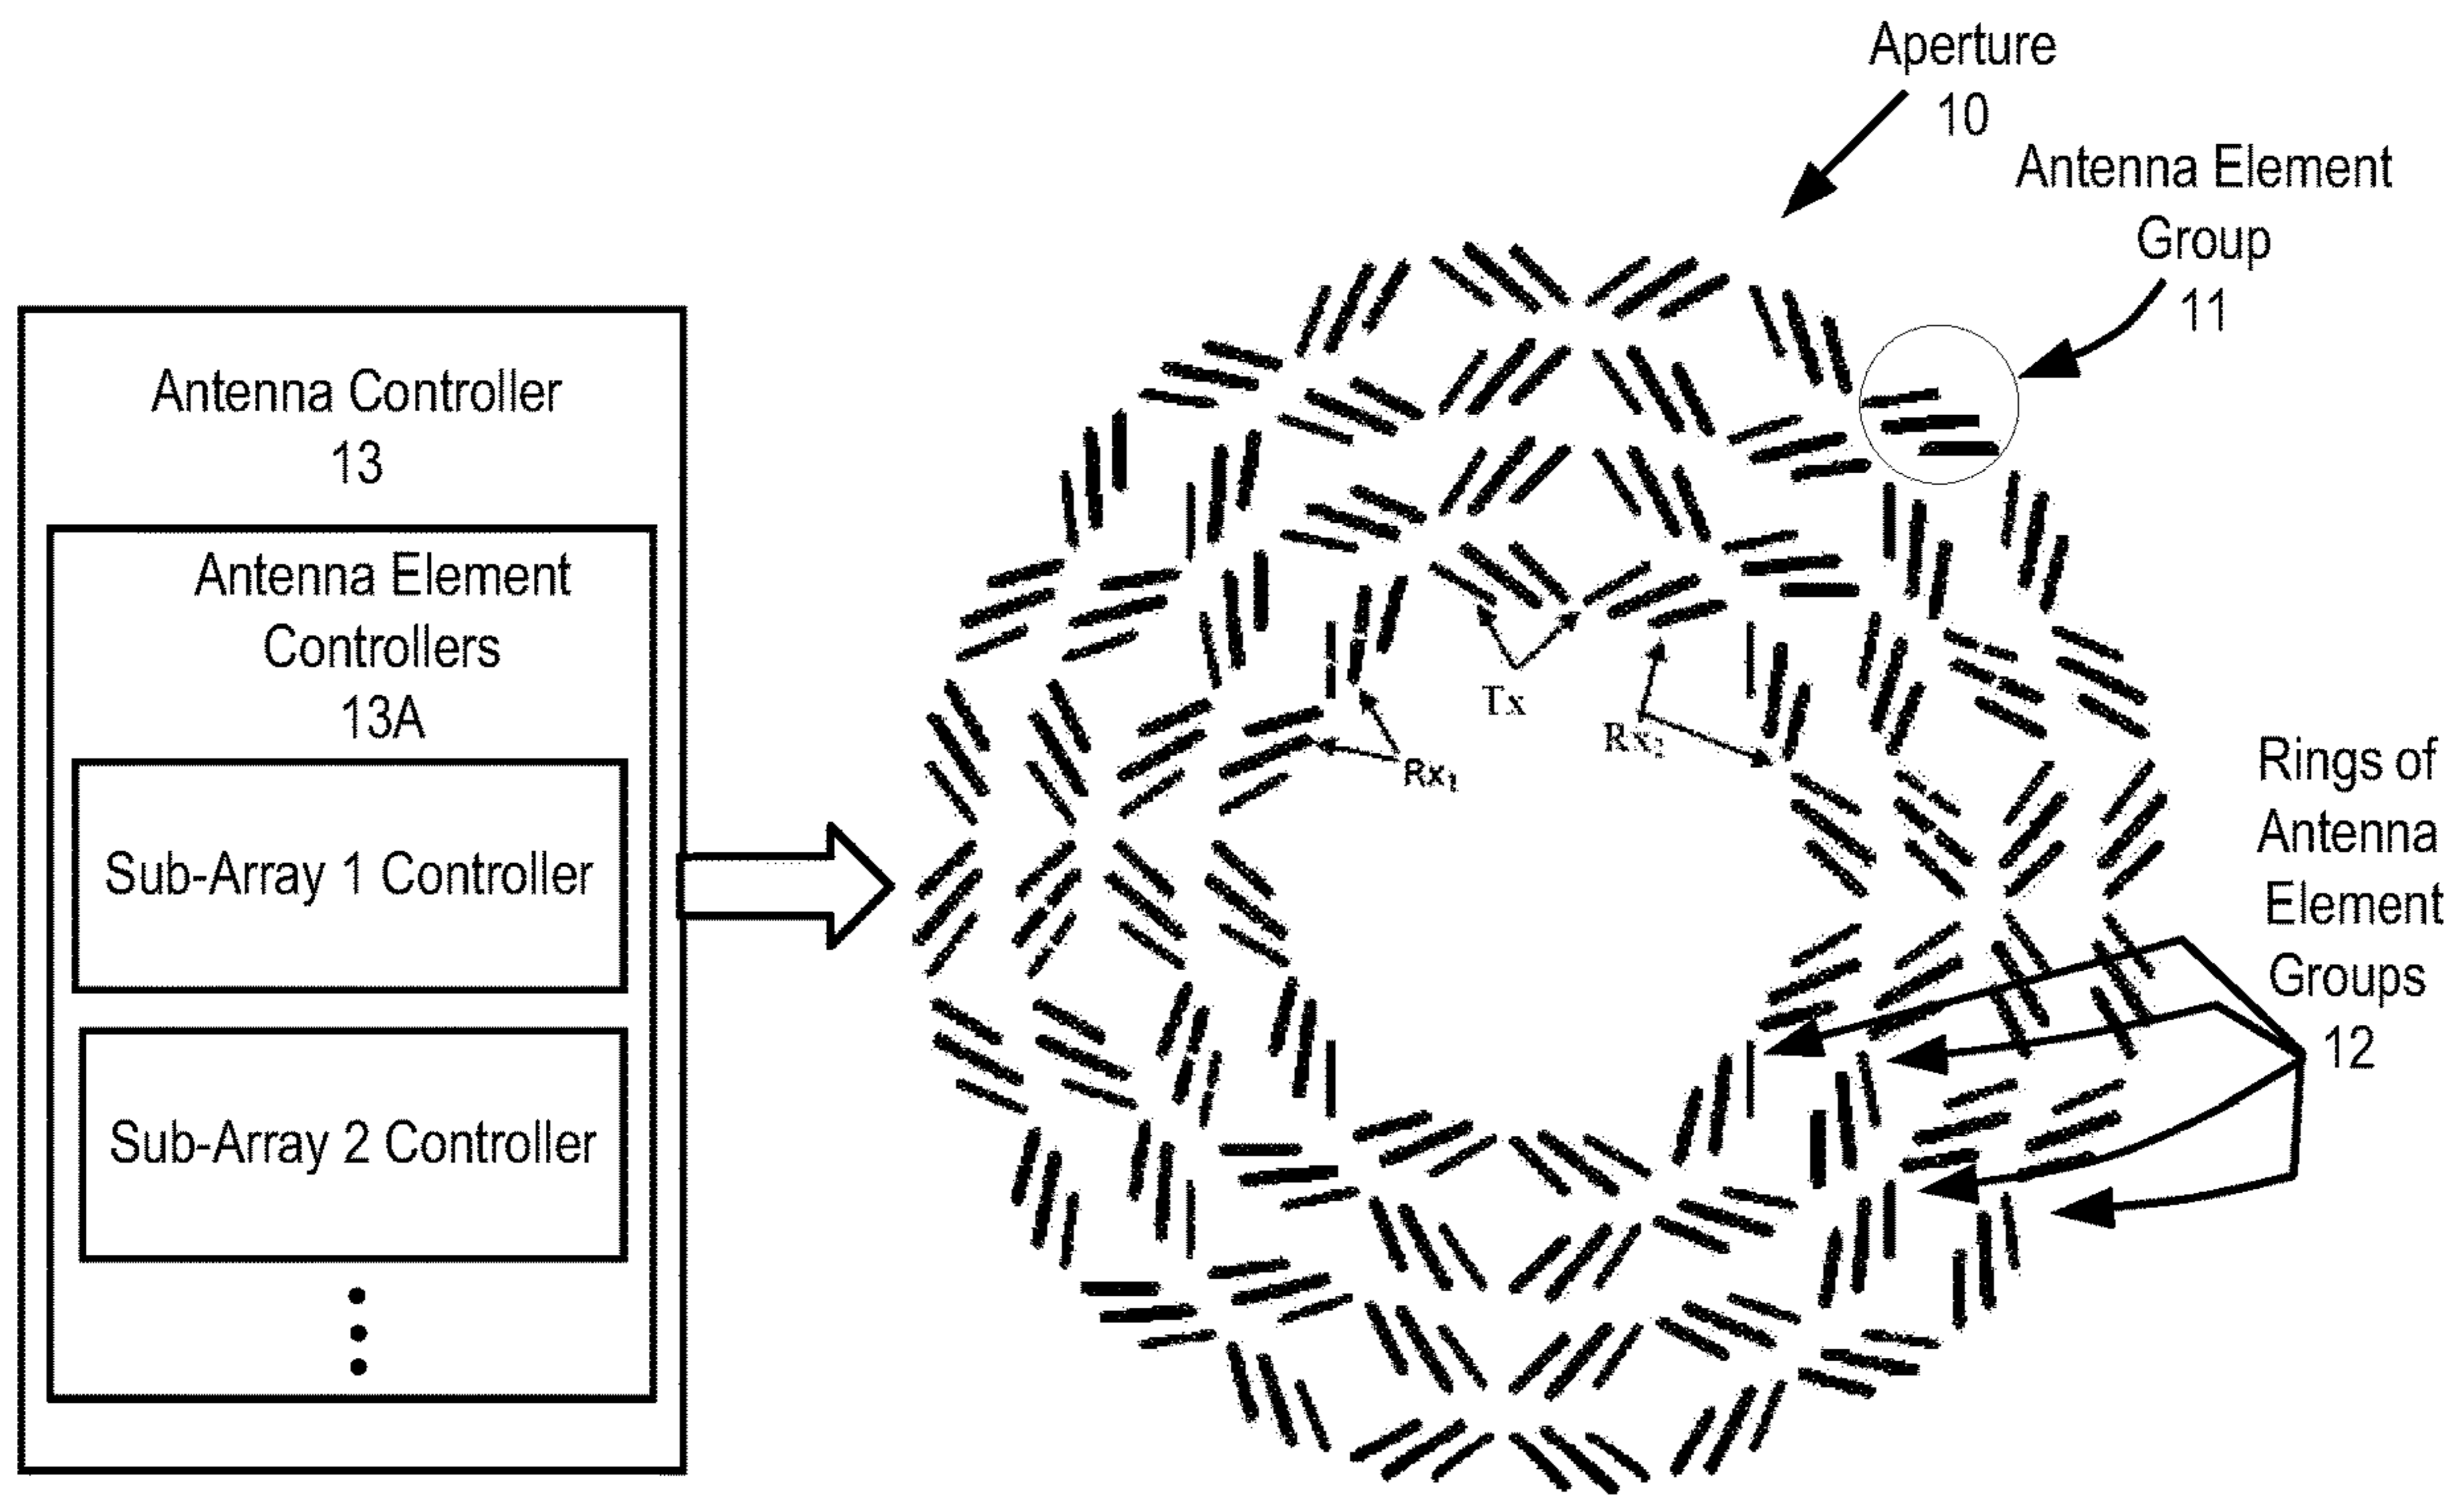 Aperture
10
Antenna Element
Group
11
Antenna Controller
13
Antenna Element
Controllers
13A
Sub-Array 1 Controller
Sub-Array 2 Controller
Tx
Rx₂
Rx₁
Rings of
Antenna
Element
Groups
12